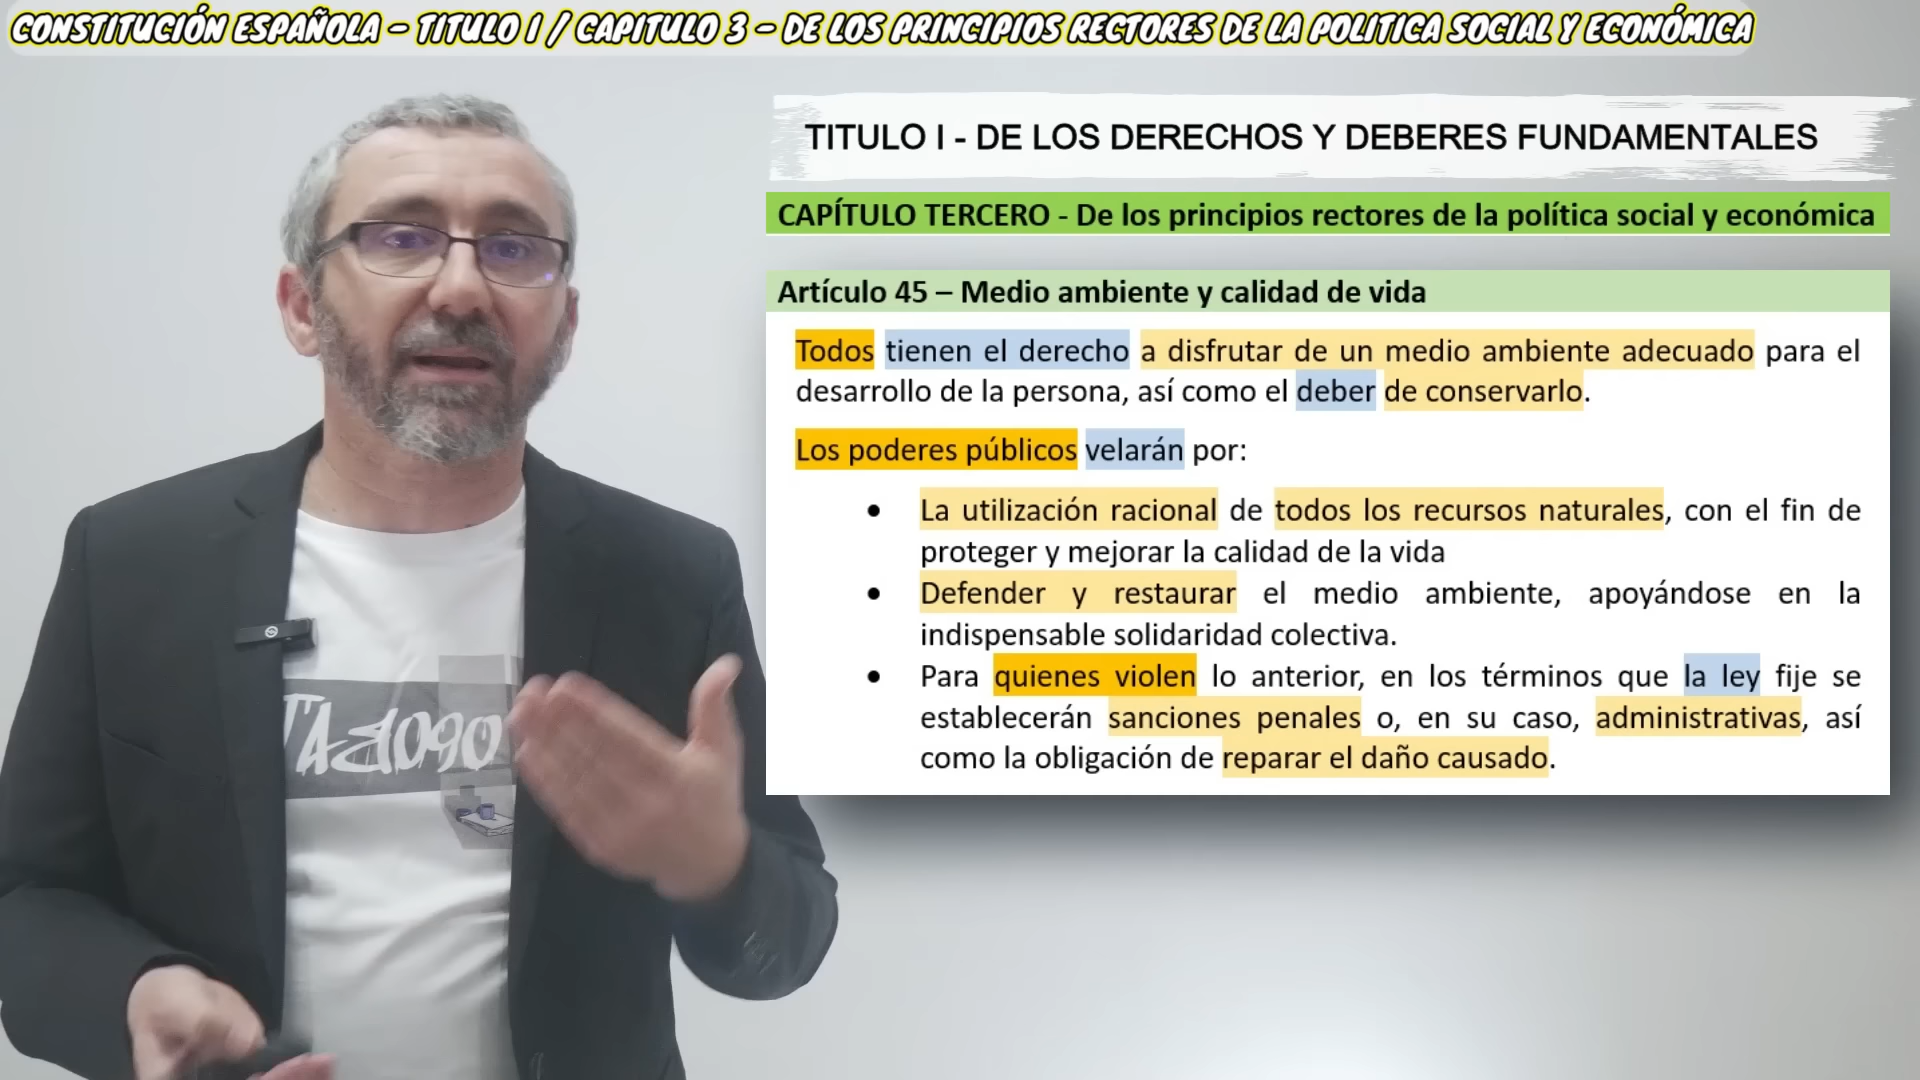 CONSTITUCIÓN ESPAÑOLA - TITULO I / CAPITULO 3 - DE LOS PRINCIPIOS RECTORES DE LA POLITICA SOCIAL Y ECONÓMICA
TITULO I - DE LOS DERECHOS Y DEBERES FUNDAMENTALES
CAPÍTULO TERCERO - De los principios rectores de la política social y económica
Artículo 45 – Medio ambiente y calidad de vida
Todos tienen el derecho a disfrutar de un medio ambiente adecuado para el
desarrollo de la persona, así como el deber de conservarlo.
Los poderes públicos velarán por:
• La utilización racional de todos los recursos naturales, con el fin de
proteger y mejorar la calidad de la vida
• Defender y restaurar el medio ambiente, apoyándose en la
indispensable solidaridad colectiva.
• Para quienes violen lo anterior, en los términos que la ley fije se
establecerán sanciones penales o, en su caso, administrativas, así
como la obligación de reparar el daño causado.